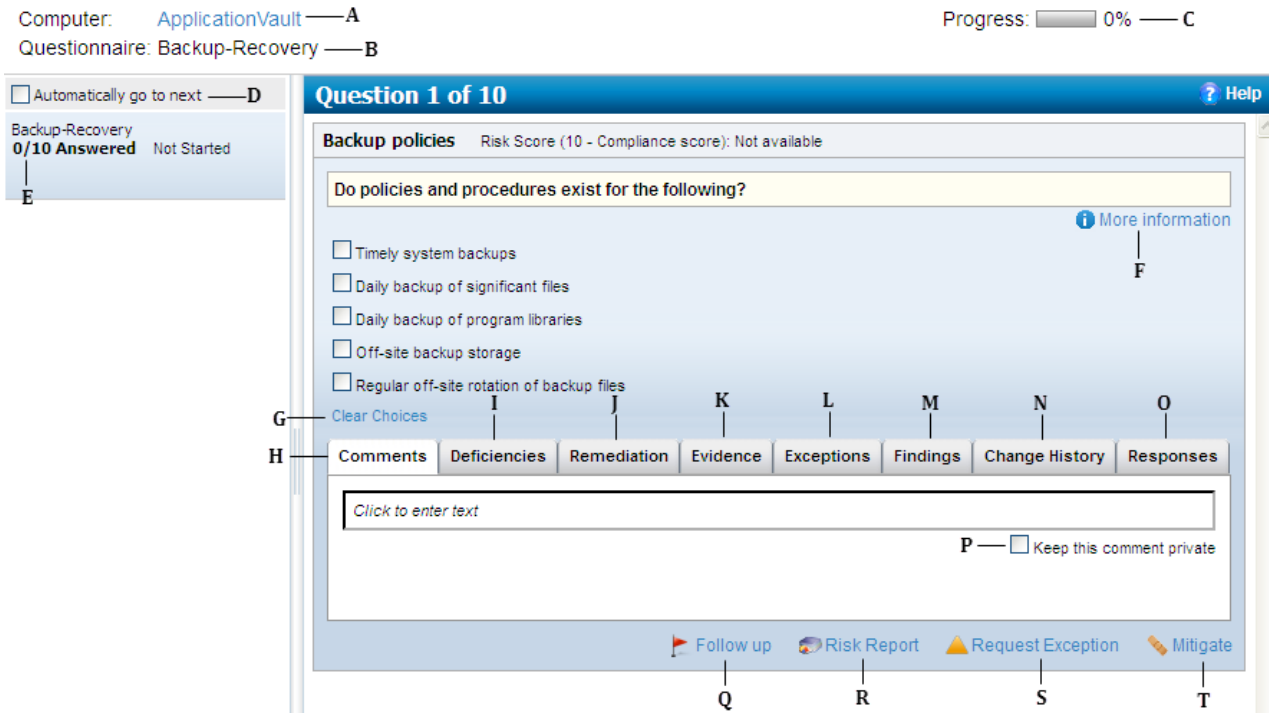 Computer: ApplicationVault A
Progress: 0% C
Questionnaire: Backup-Recovery B
Automatically go to next D
Backup-Recovery
0/10 Answered Not Started
E
Question 1 of 10
? Help
Backup policies Risk Score (10 - Compliance score): Not available
Do policies and procedures exist for the following?
i More information
F
Timely system backups
Daily backup of significant files
Daily backup of program libraries
Off-site backup storage
Regular off-site rotation of backup files
G Clear Choices
I J K L M N O
H Comments Deficiencies Remediation Evidence Exceptions Findings Change History Responses
Click to enter text
P Keep this comment private
Follow up Risk Report Request Exception Mitigate
Q R S T